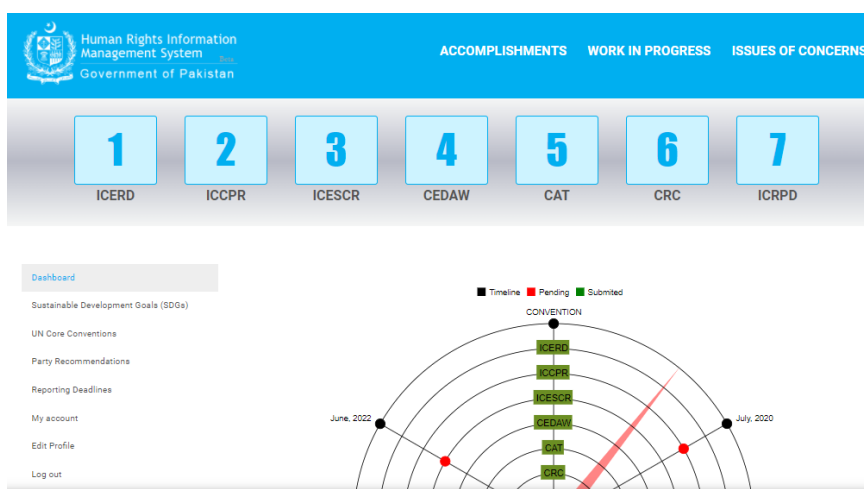 Human Rights Information
Management System Beta
Government of Pakistan
ACCOMPLISHMENTS WORK IN PROGRESS ISSUES OF CONCERNS
1 2 3 4 5 6 7
ICERD ICCPR ICESCR CEDAW CAT CRC ICRPD
Dashboard
Sustainable Development Goals (SDGs)
UN Core Conventions
Party Recommendations
Reporting Deadlines
My account
Edit Profile
Log out
Timeline Pending Submited
CONVENTION
ICERD
ICCPR
ICESCR
June, 2022 CEDAW July, 2020
CAT
CRC